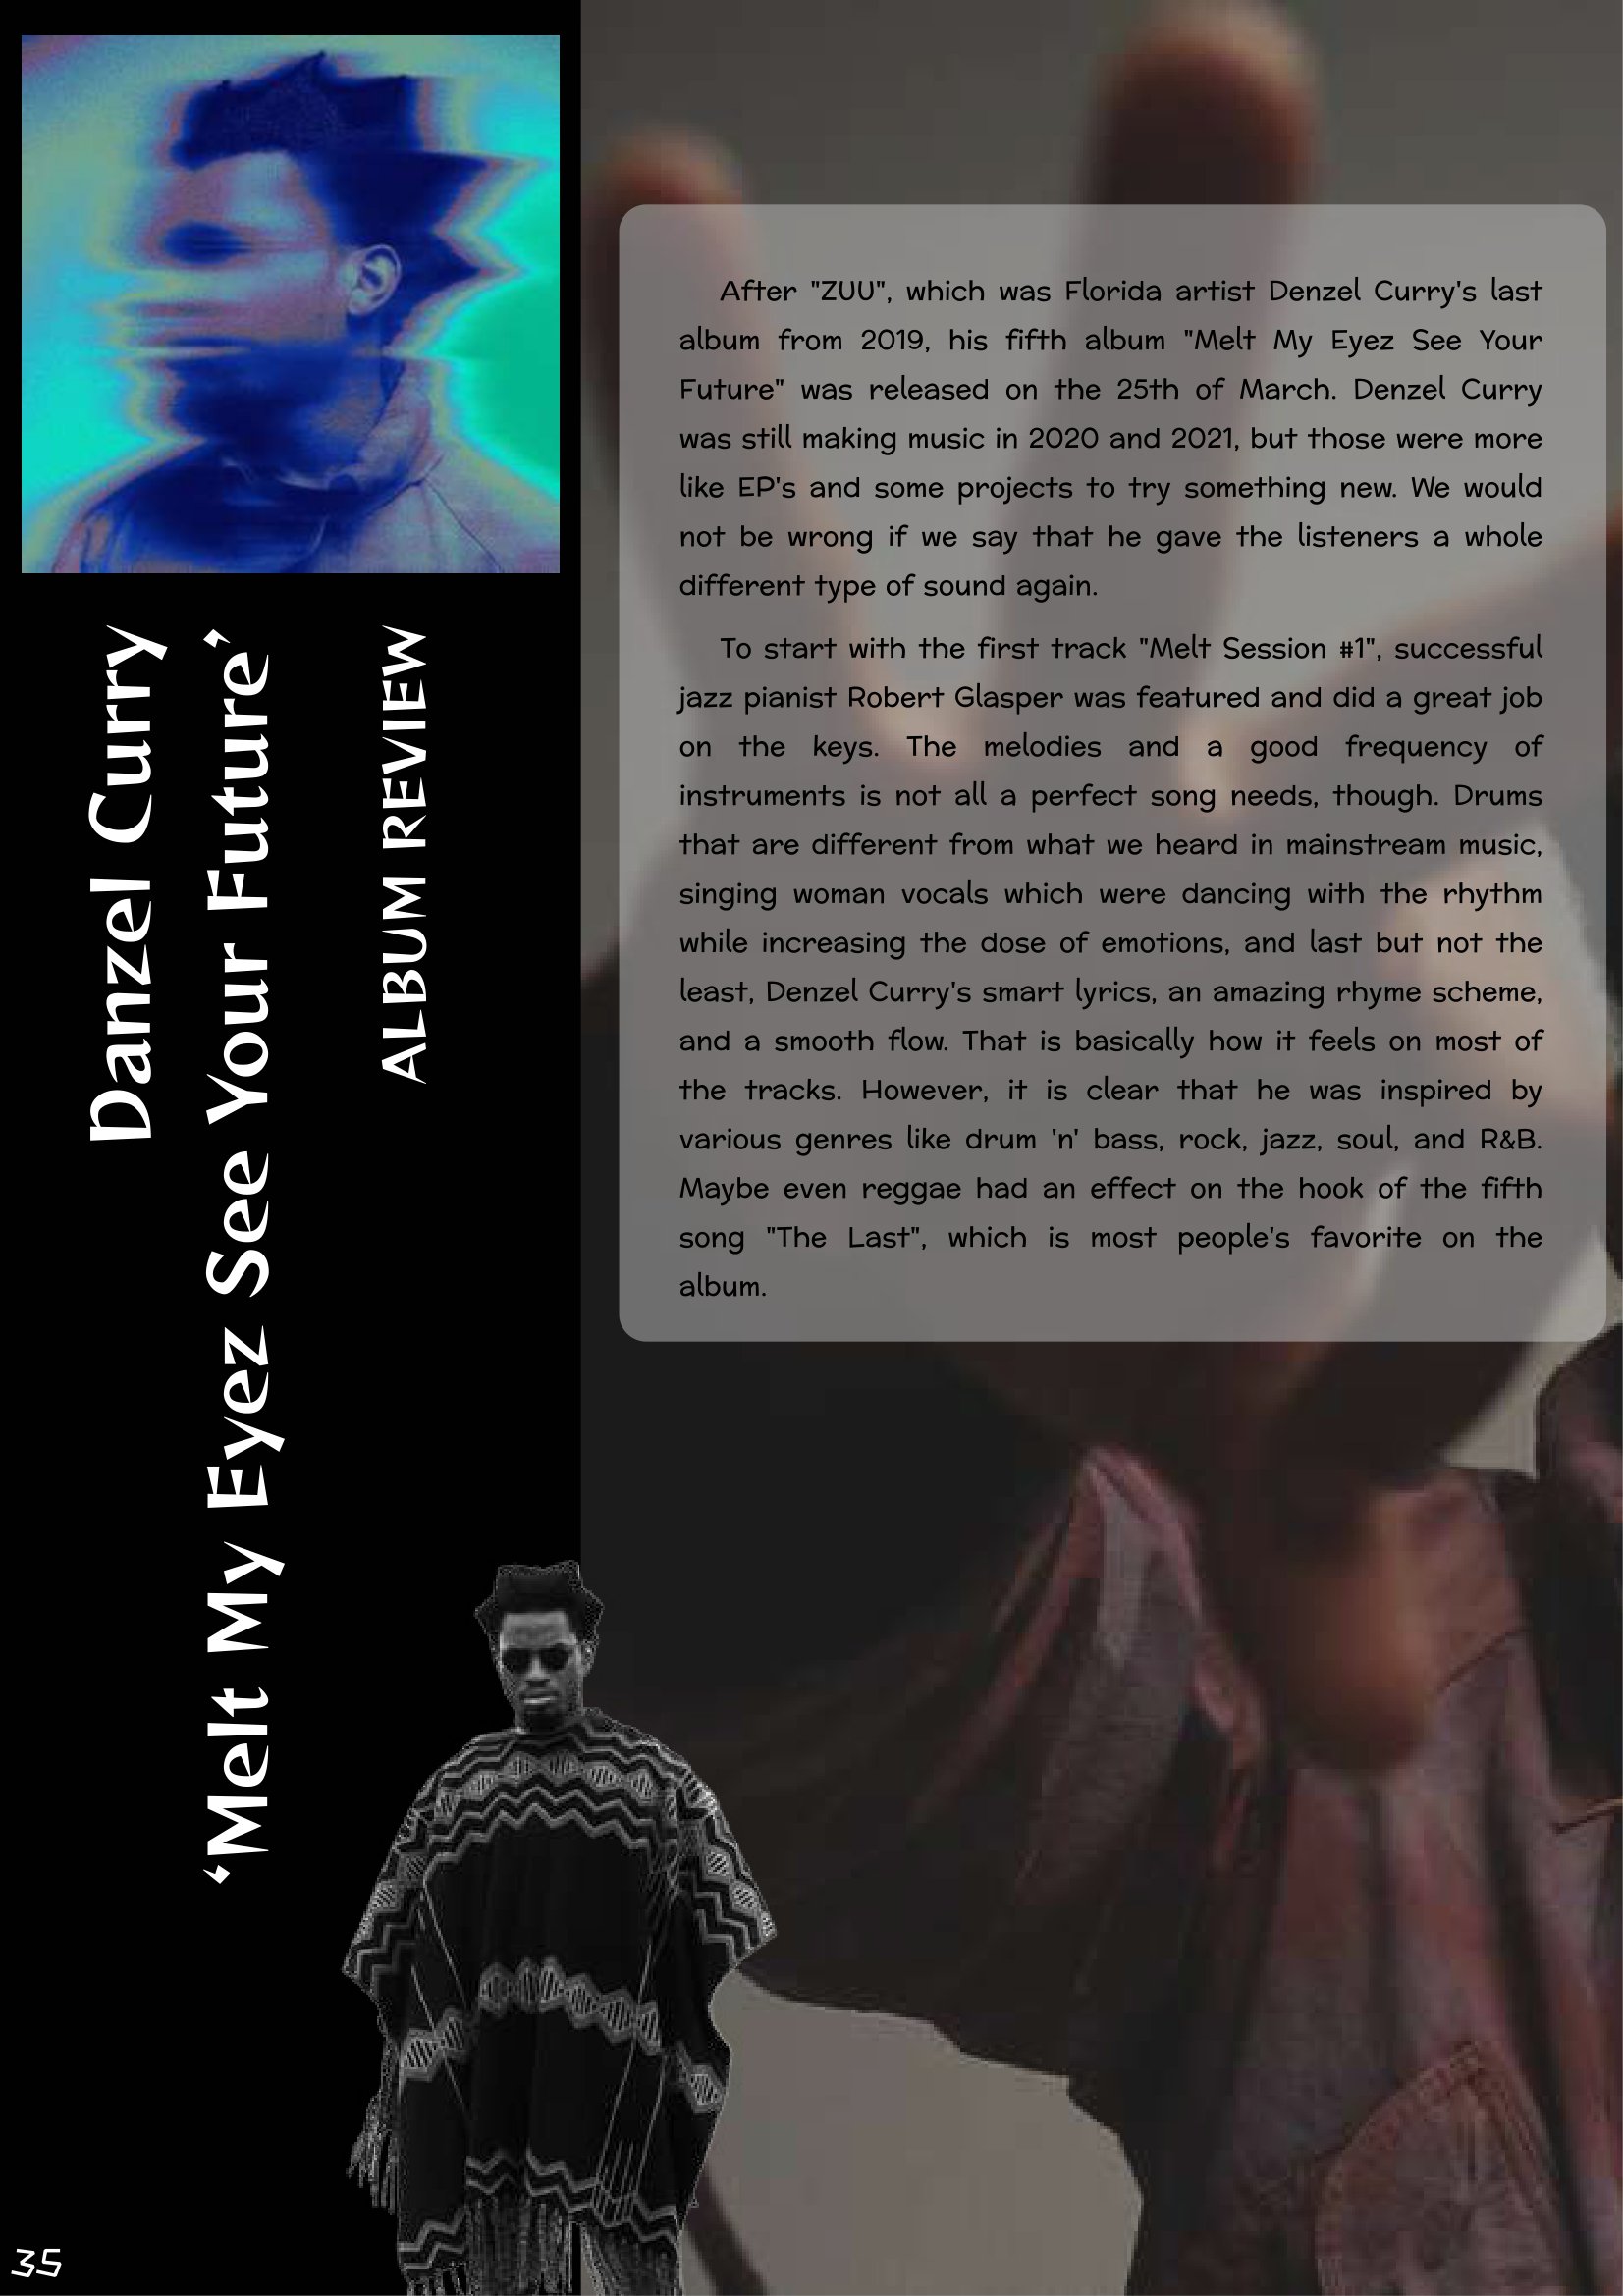 Danzel Curry
‘Melt My Eyez See Your Future’
ALBUM REVIEW
After "ZUU", which was Florida artist Denzel Curry's last
album from 2019, his fifth album "Melt My Eyez See Your
Future" was released on the 25th of March. Denzel Curry
was still making music in 2020 and 2021, but those were more
like EP's and some projects to try something new. We would
not be wrong if we say that he gave the listeners a whole
different type of sound again.
To start with the first track "Melt Session #1", successful
jazz pianist Robert Glasper was featured and did a great job
on the keys. The melodies and a good frequency of
instruments is not all a perfect song needs, though. Drums
that are different from what we heard in mainstream music,
singing woman vocals which were dancing with the rhythm
while increasing the dose of emotions, and last but not the
least, Denzel Curry's smart lyrics, an amazing rhyme scheme,
and a smooth flow. That is basically how it feels on most of
the tracks. However, it is clear that he was inspired by
various genres like drum 'n' bass, rock, jazz, soul, and R&B.
Maybe even reggae had an effect on the hook of the fifth
song "The Last", which is most people's favorite on the
album.
35